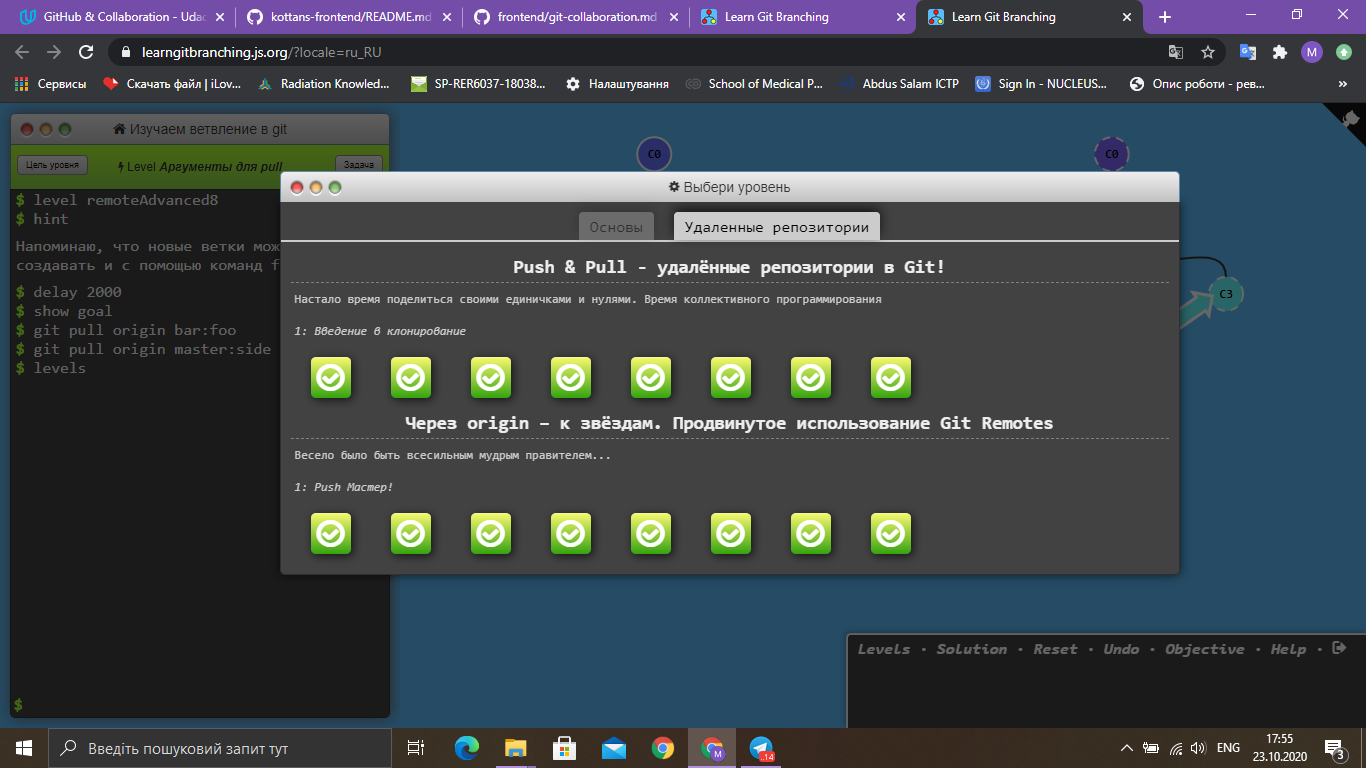 GitHub & Collaboration - Udac
kottans-frontend/README.md
frontend/git-collaboration.md
Learn Git Branching
Learn Git Branching
learngitbranching.js.org/?locale=ru_RU
M
Сервисы
Скачать файл | iLov...
Radiation Knowled...
SP-RER6037-18038...
Налаштування
School of Medical P...
Abdus Salam ICTP
Sign In - NUCLEUS...
Опис роботи - рев...
»
Изучаем ветвление в git
Цель уровня
Level Аргументы для pull
Задача
$ level remoteAdvanced8
$ hint
Напоминаю, что новые ветки мож
создавать и с помощью команд f
$ delay 2000
$ show goal
$ git pull origin bar:foo
$ git pull origin master:side
$ levels
$
C0
C0
C3
Выбери уровень
Основы
Удаленные репозитории
Push & Pull - удалённые репозитории в Git!
Настало время поделиться своими единичками и нулями. Время коллективного программирования
1: Введение в клонирование
Через origin – к звёздам. Продвинутое использование Git Remotes
Весело было быть всесильным мудрым правителем...
1: Push Мастер!
Levels · Solution · Reset · Undo · Objective · Help ·
Введіть пошуковий запит тут
M
..14
ENG
17:55
23.10.2020
3